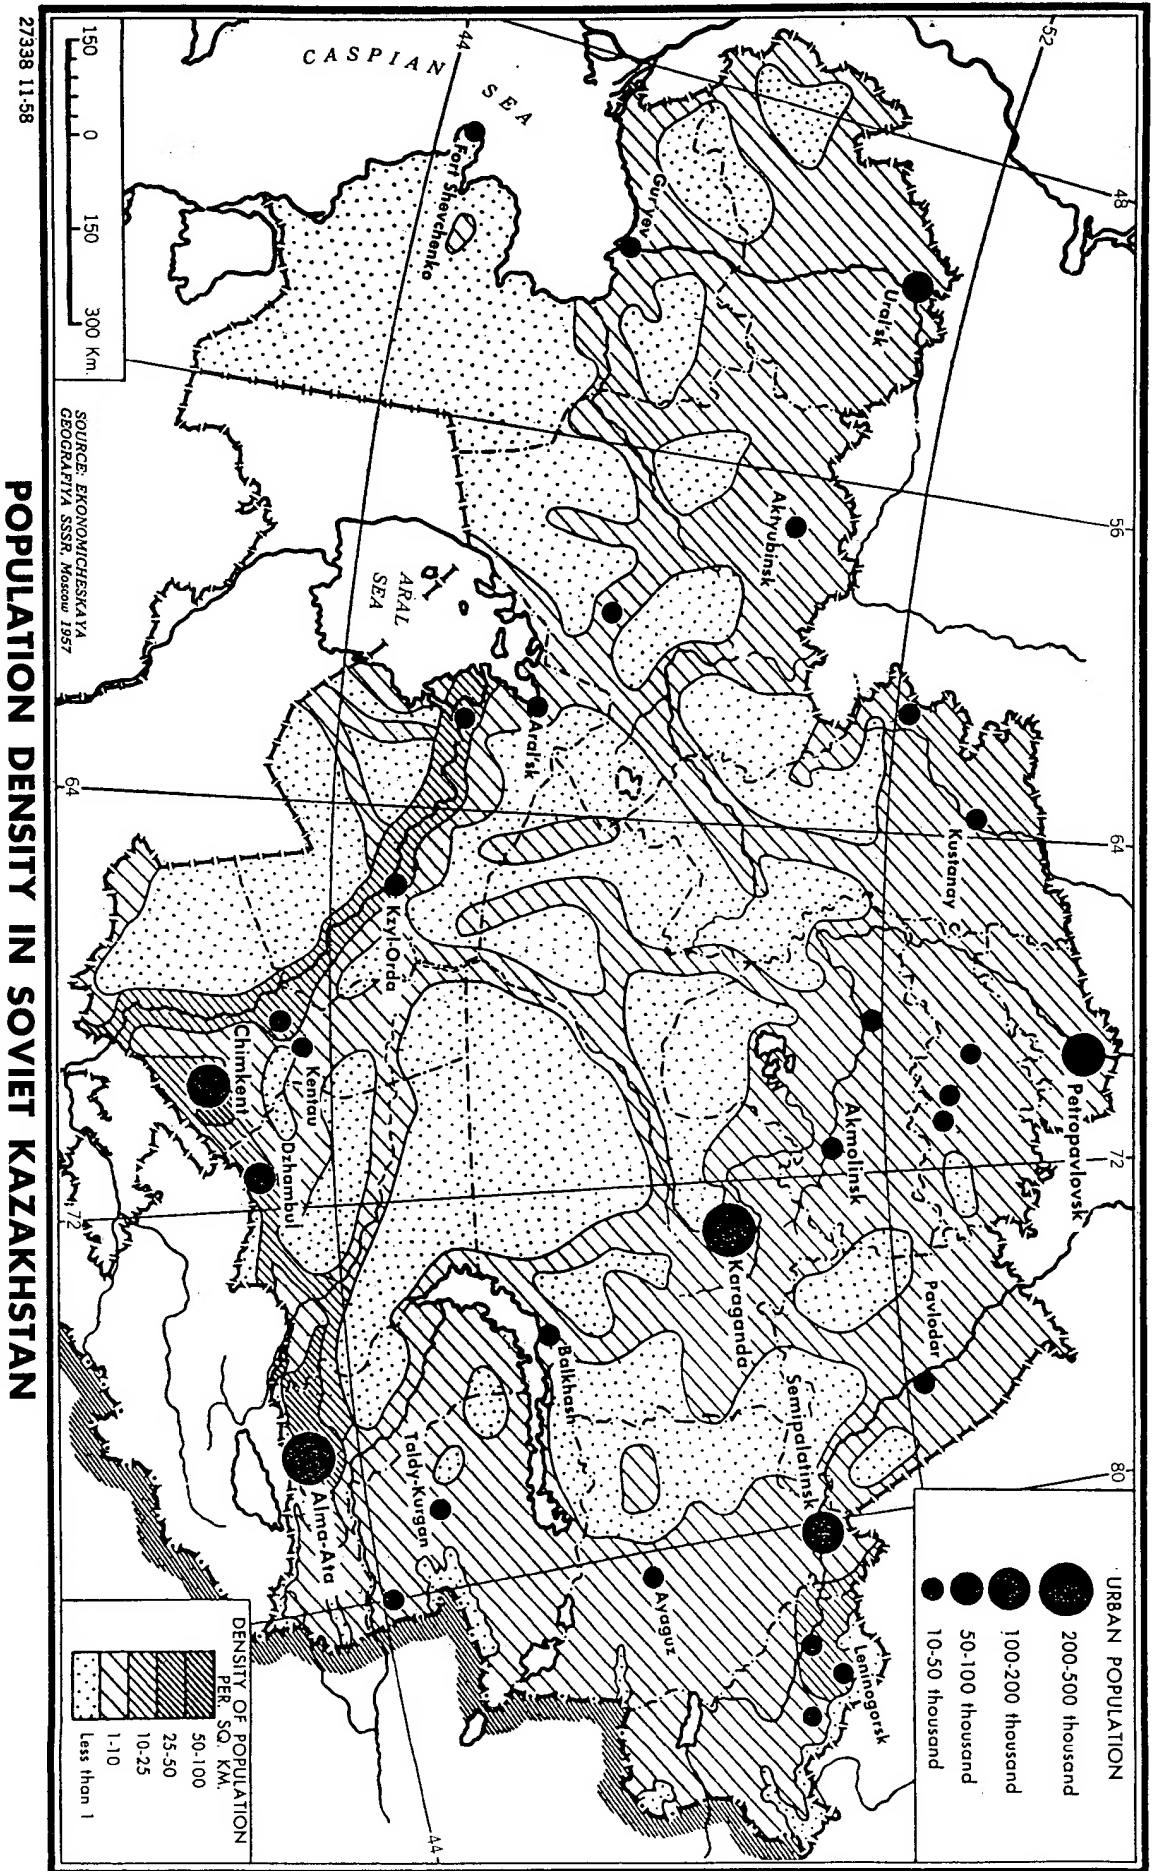 POPULATION DENSITY IN SOVIET KAZAKHSTAN
URBAN POPULATION
200-500 thousand
100-200 thousand
50-100 thousand
10-50 thousand
DENSITY OF POPULATION
PER SQ. KM.
50-100
25-50
10-25
1-10
Less than 1
52
48
56
64
72
80
44
64
72
44
CASPIAN
SEA
ARAL
SEA
Fort Shevchenko
Gur'yev
Ural'sk
Aktyubinsk
Aral'sk
Kustanay
Petropavlovsk
Kzyl-Orda
Akmolinsk
Pavlodar
Karaganda
Semipalatinsk
Leninogorsk
Chimkent
Kentau
Dzhambul
Balkhash
Ayaguz
Taldy-Kurgan
Alma-Ata
150 0 150 300 Km.
SOURCE: EKONOMICHESKAYA
GEOGRAFIYA SSSR, Moscow 1957
27338 11-58